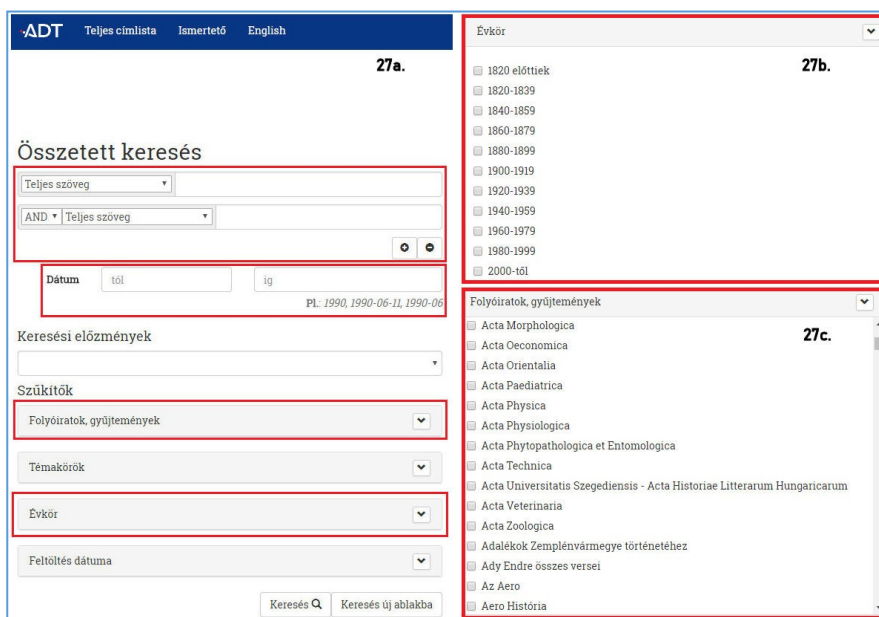 ADT Teljes címlista Ismertető English
27a.
Összetett keresés
Teljes szöveg
AND Teljes szöveg
Dátum tól ig
Pl.: 1990, 1990-06-11, 1990-06
Keresési előzmények
Szűkítők
Folyóiratok, gyűjtemények
Témakörök
Évkör
Feltöltés dátuma
Keresés Keresés új ablakba
Évkör
27b.
1820 előttiek
1820-1839
1840-1859
1860-1879
1880-1899
1900-1919
1920-1939
1940-1959
1960-1979
1980-1999
2000-től
Folyóiratok, gyűjtemények
27c.
Acta Morphologica
Acta Oeconomica
Acta Orientalia
Acta Paediatrica
Acta Physica
Acta Physiologica
Acta Phytopathologica et Entomologica
Acta Technica
Acta Universitatis Szegediensis - Acta Historiae Litterarum Hungaricarum
Acta Veterinaria
Acta Zoologica
Adalékok Zemplénvármegye történetéhez
Ady Endre összes versei
Az Aero
Aero História